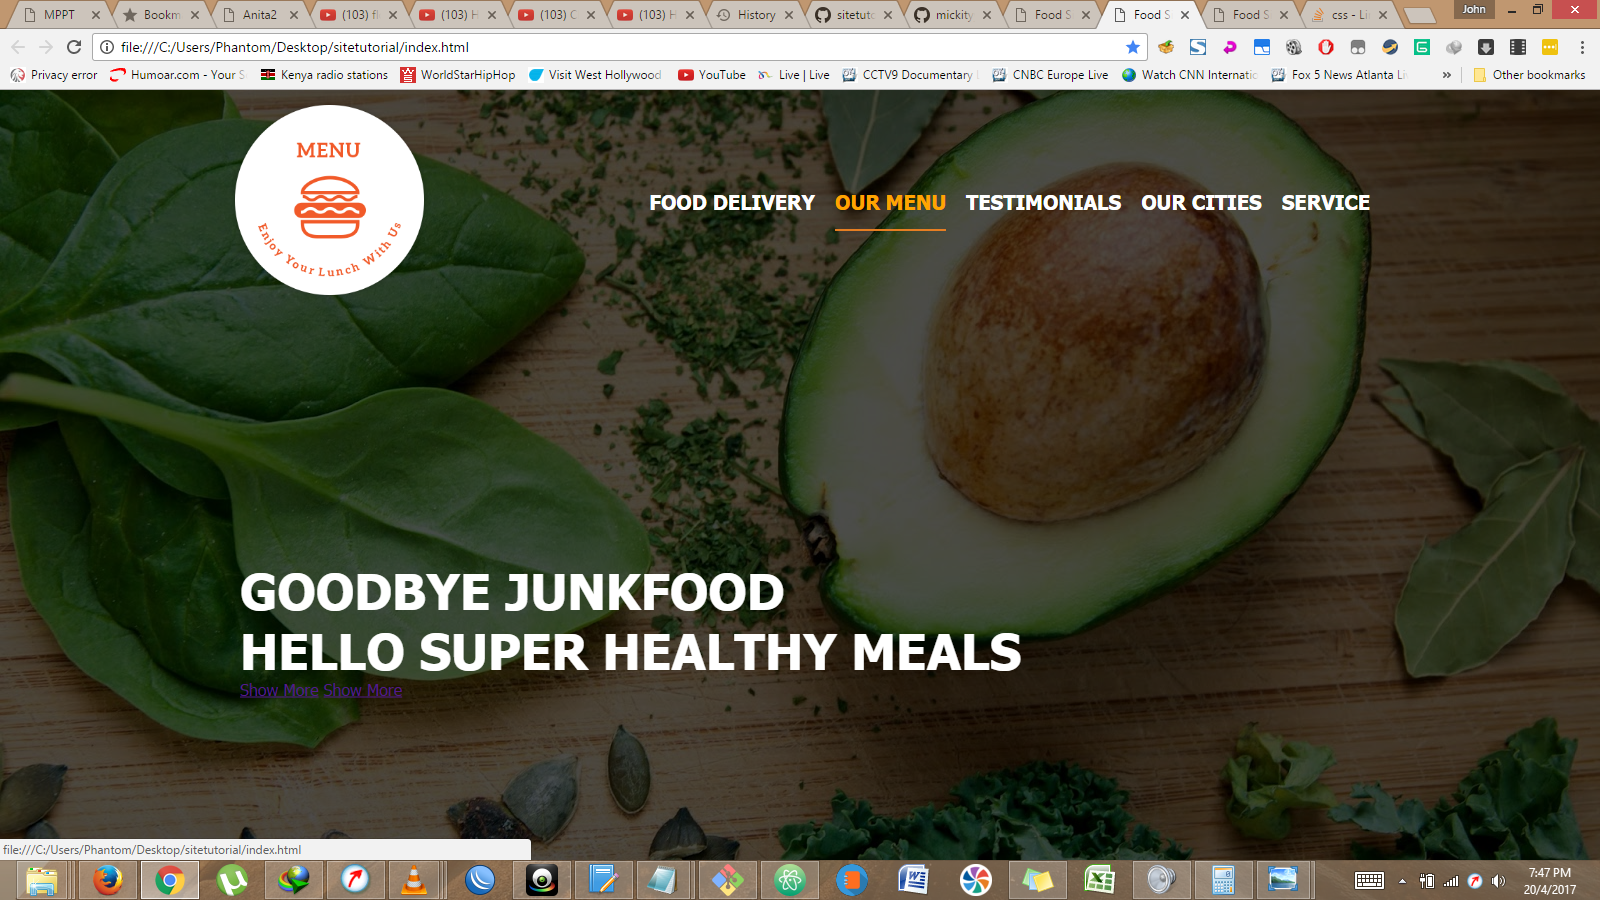 MPPT
Bookm
Anita2
(103) fl
(103) H
(103) C
(103) H
History
sitetuto
mickity
Food S
Food S
Food S
css - Li
John
file:///C:/Users/Phantom/Desktop/sitetutorial/index.html
Privacy error
Humoar.com - Your S
Kenya radio stations
WorldStarHipHop
Visit West Hollywood
YouTube
Live | Live
CCTV9 Documentary
CNBC Europe Live
Watch CNN Internatio
Fox 5 News Atlanta Li
»
Other bookmarks
MENU
Enjoy Your Lunch With Us
FOOD DELIVERY
OUR MENU
TESTIMONIALS
OUR CITIES
SERVICE
GOODBYE JUNKFOOD
HELLO SUPER HEALTHY MEALS
Show More Show More
file:///C:/Users/Phantom/Desktop/sitetutorial/index.html
7:47 PM
20/4/2017